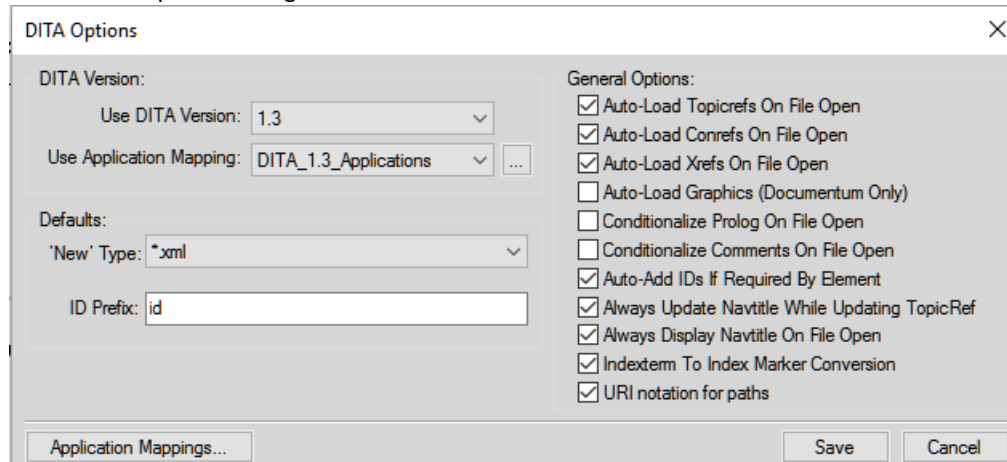 DITA Options
DITA Version:
Use DITA Version: 1.3
Use Application Mapping: DITA_1.3_Applications ...
Defaults:
'New' Type: *.xml
ID Prefix: id
General Options:
Auto-Load Topicrefs On File Open
Auto-Load Conrefs On File Open
Auto-Load Xrefs On File Open
Auto-Load Graphics (Documentum Only)
Conditionalize Prolog On File Open
Conditionalize Comments On File Open
Auto-Add IDs If Required By Element
Always Update Navtitle While Updating TopicRef
Always Display Navtitle On File Open
Indexterm To Index Marker Conversion
URI notation for paths
Application Mappings... Save Cancel